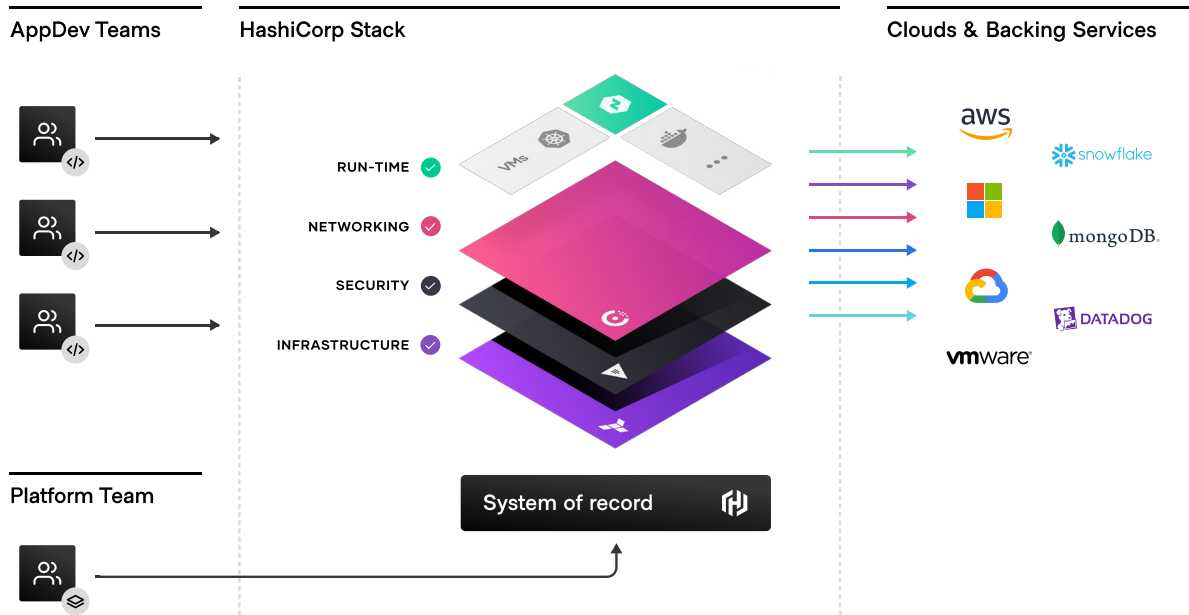 AppDev Teams
HashiCorp Stack
Clouds & Backing Services
</>
</>
</>
RUN-TIME
NETWORKING
SECURITY
INFRASTRUCTURE
VMs
aws
snowflake
mongoDB®
DATADOG
vmware®
Platform Team
System of record